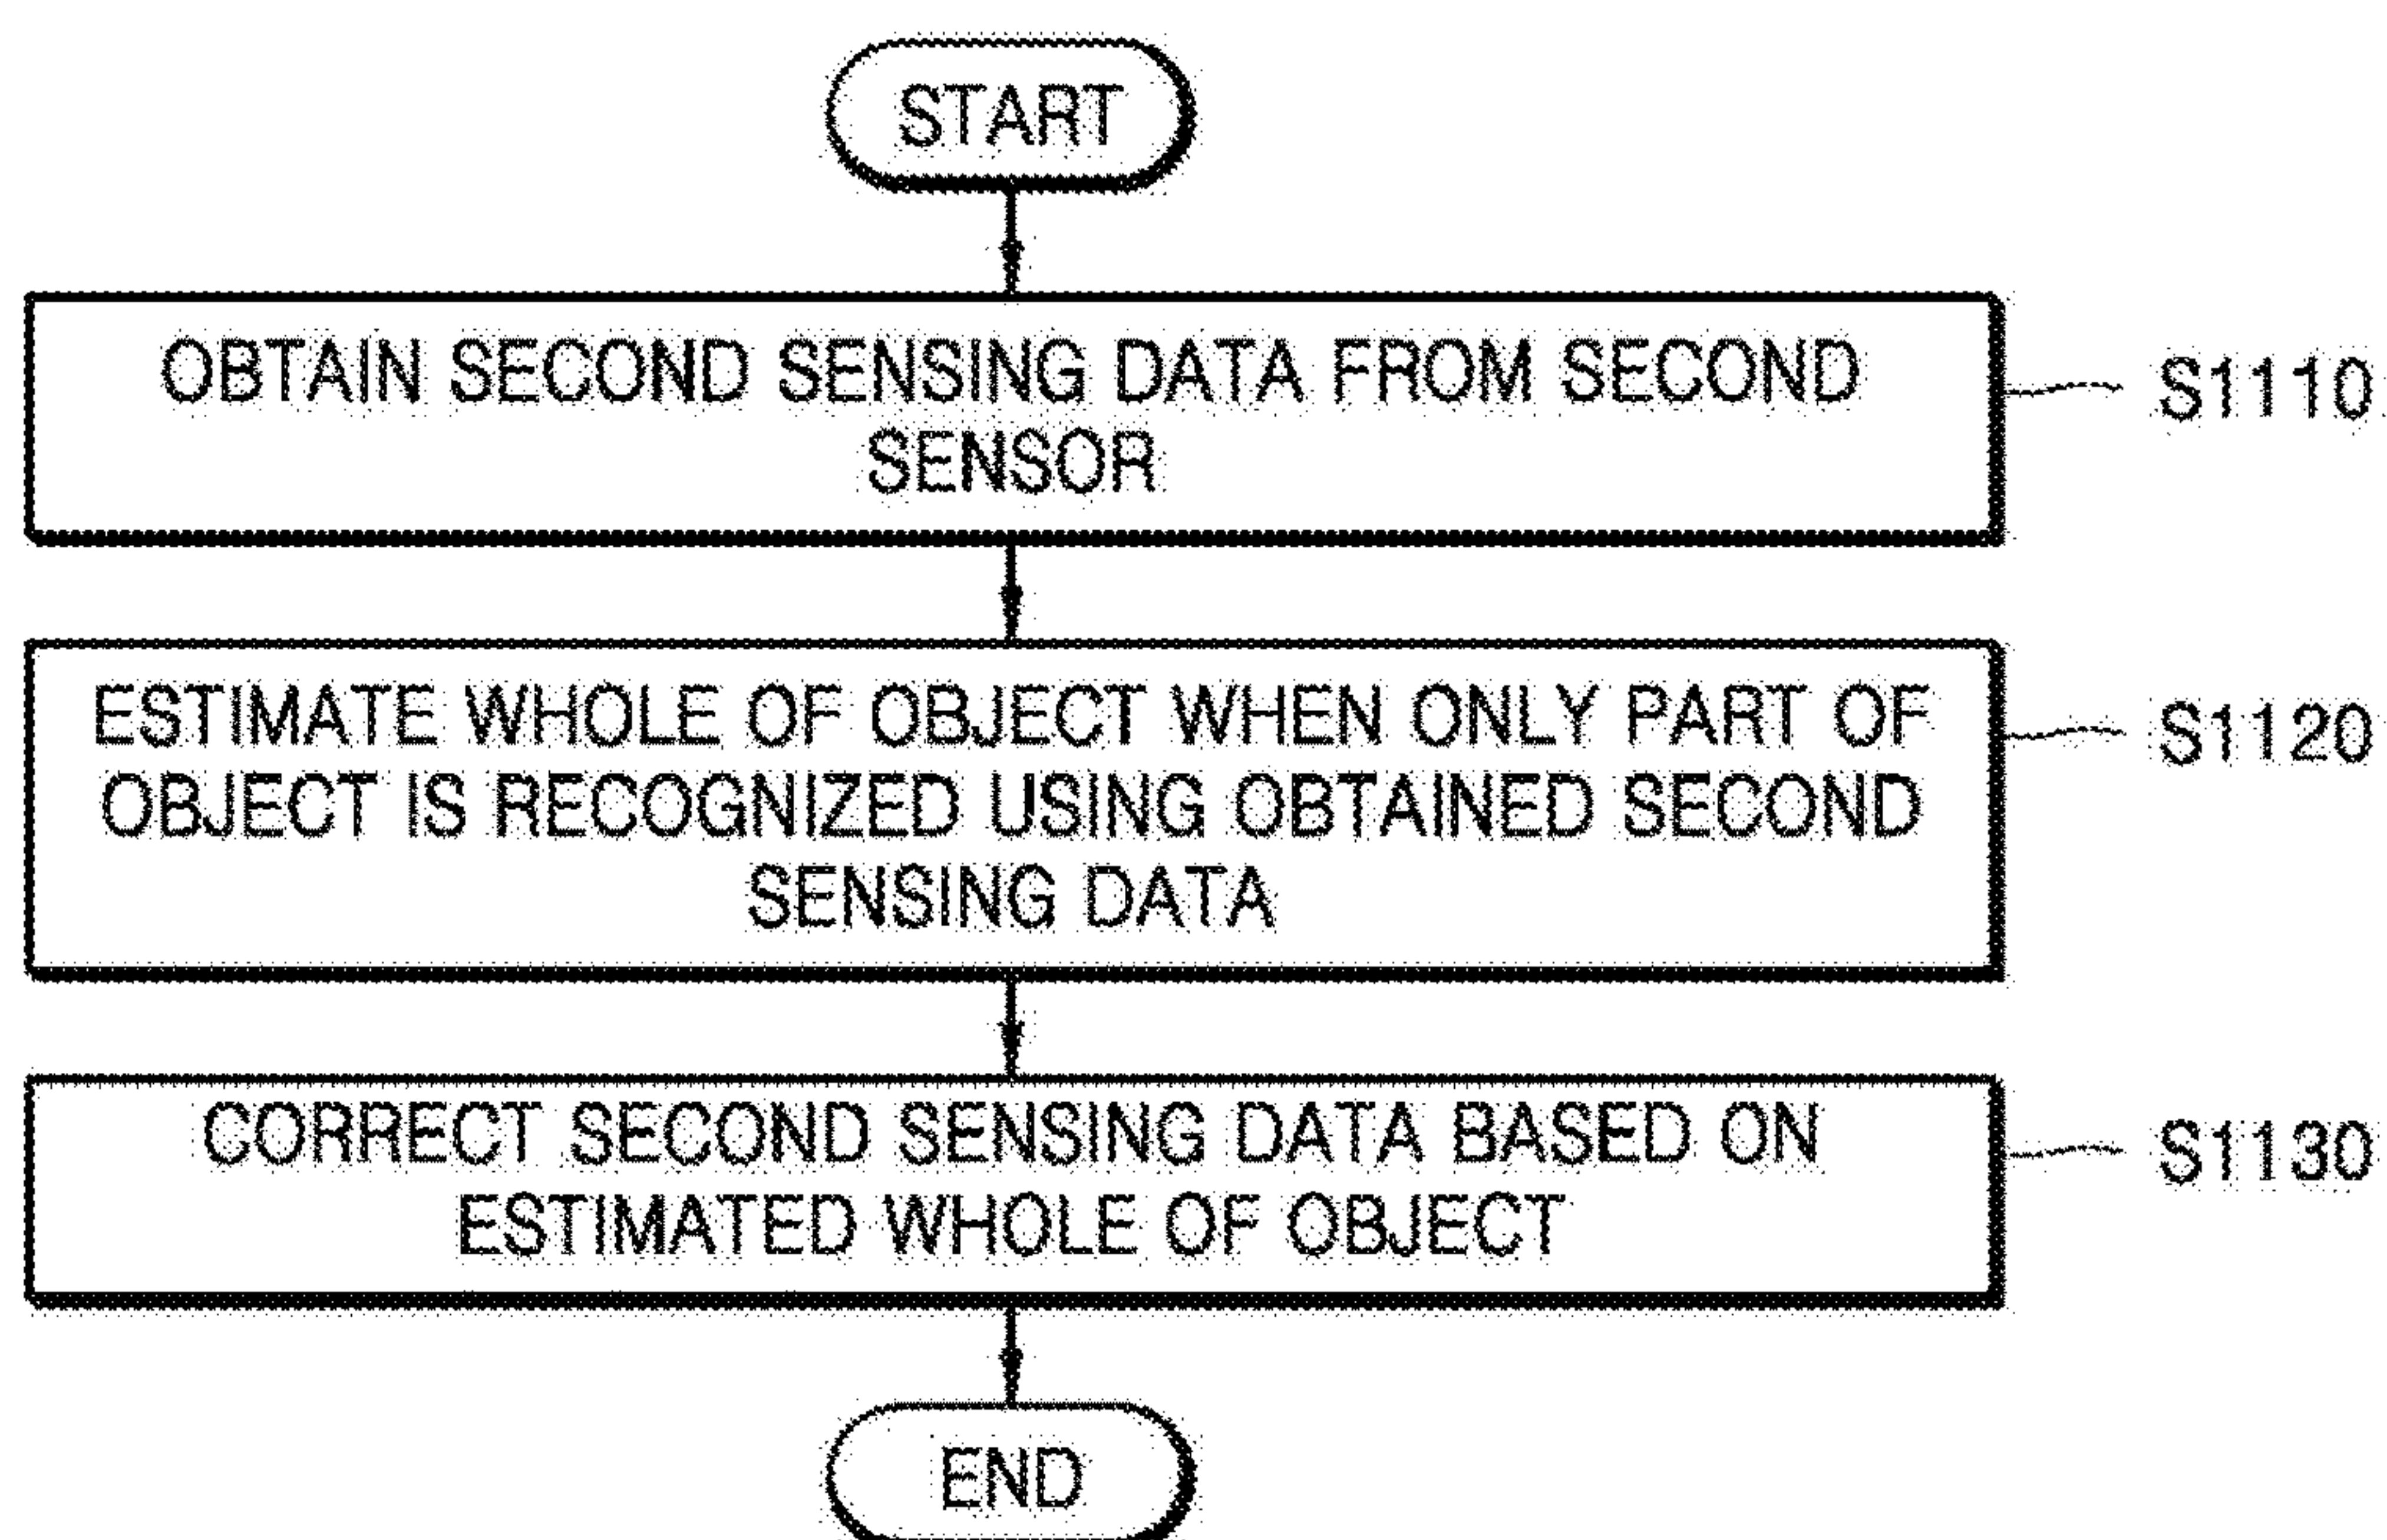 START
OBTAIN SECOND SENSING DATA FROM SECOND
SENSOR
S1110
ESTIMATE WHOLE OF OBJECT WHEN ONLY PART OF
OBJECT IS RECOGNIZED USING OBTAINED SECOND
SENSING DATA
S1120
CORRECT SECOND SENSING DATA BASED ON
ESTIMATED WHOLE OF OBJECT
S1130
END